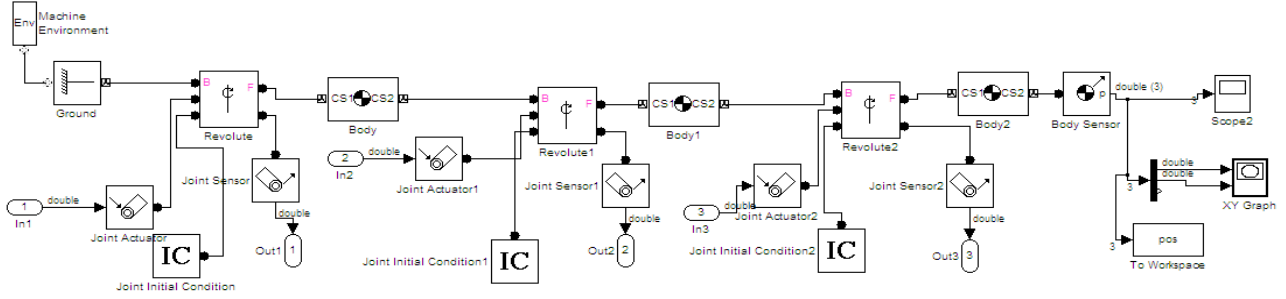 Env
Machine
Environment
Ground
B
F
Revolute
CS1
CS2
Body
B
F
Revolute1
CS1
CS2
Body1
B
F
Revolute2
CS1
CS2
Body2
p
Body Sensor
double (3)
3
Scope2
1
In1
double
Joint Actuator
IC
Joint Initial Condition
Joint Sensor
double
Out1
1
2
In2
double
Joint Actuator1
Joint Initial Condition1
IC
Joint Sensor1
double
Out2
2
3
In3
double
Joint Actuator2
Joint Initial Condition2
IC
Joint Sensor2
double
Out3
3
3
double
double
XY Graph
3
pos
To Workspace